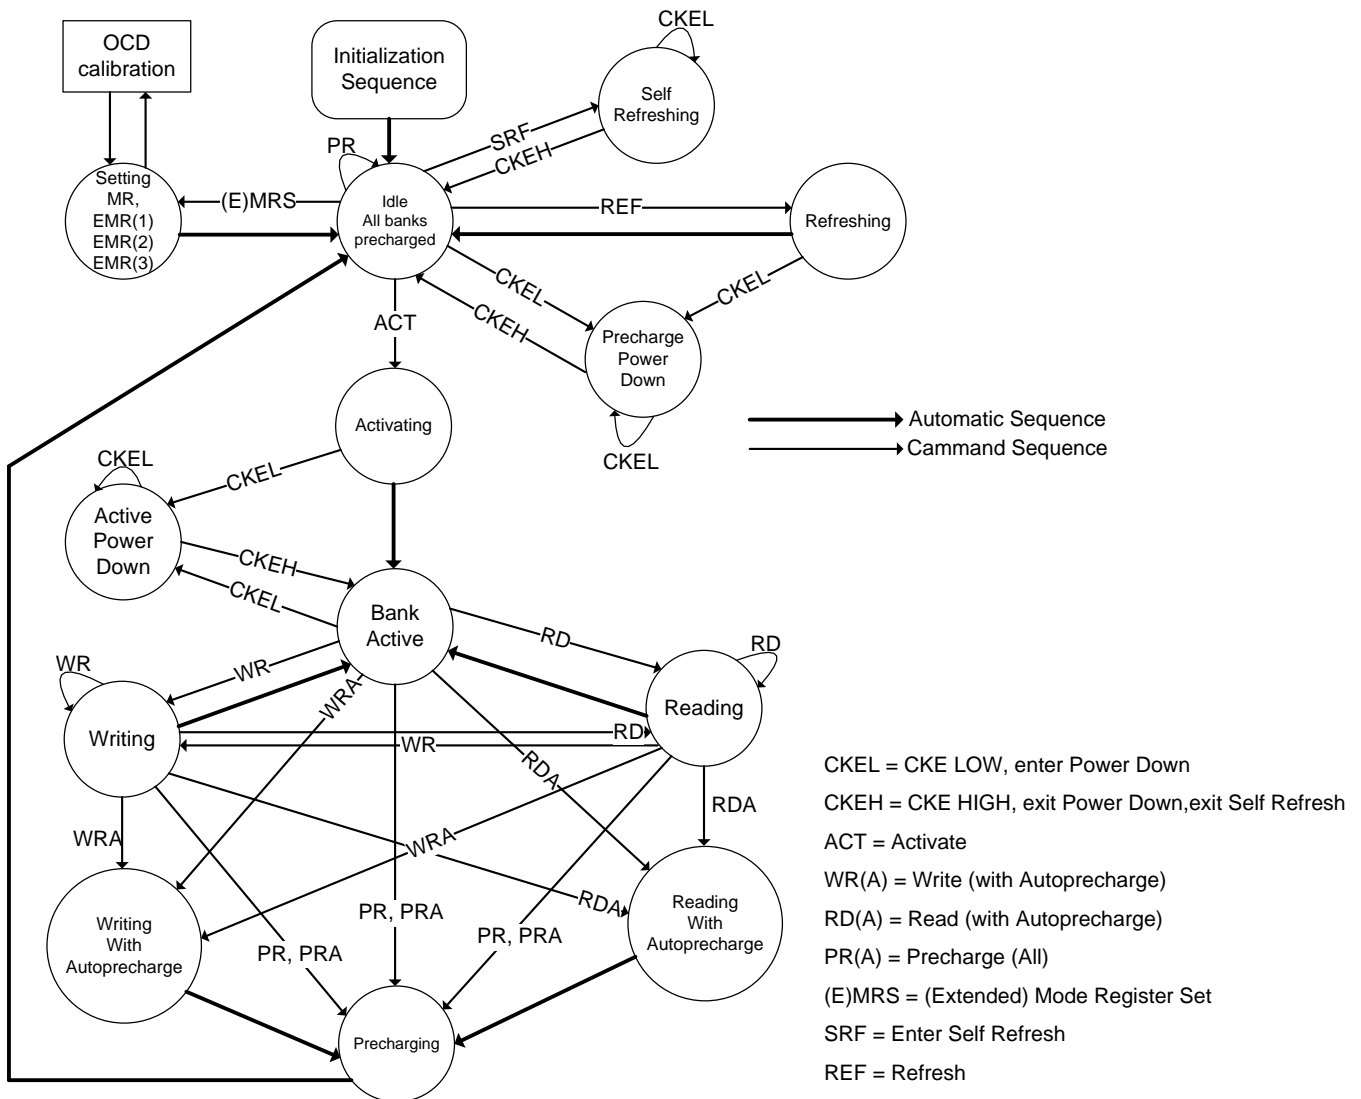 OCD
calibration
Initialization
Sequence
CKEL
Self
Refreshing
SRF
CKEH
PR
Setting
MR,
EMR(1)
EMR(2)
EMR(3)
(E)MRS
Idle
All banks
precharged
REF
Refreshing
CKEL
CKEH
CKEL
ACT
Precharge
Power
Down
CKEL
Activating
Automatic Sequence
Cammand Sequence
CKEL
CKEL
Active
Power
Down
CKEH
CKEL
Bank
Active
RD
RD
WR
WR
WRA
Reading
Writing
RD
WR
RDA
RDA
WRA
WRA
RDA
PR, PRA
PR, PRA
PR, PRA
Writing
With
Autoprecharge
Reading
With
Autoprecharge
Precharging
CKEL = CKE LOW, enter Power Down
CKEH = CKE HIGH, exit Power Down,exit Self Refresh
ACT = Activate
WR(A) = Write (with Autoprecharge)
RD(A) = Read (with Autoprecharge)
PR(A) = Precharge (All)
(E)MRS = (Extended) Mode Register Set
SRF = Enter Self Refresh
REF = Refresh